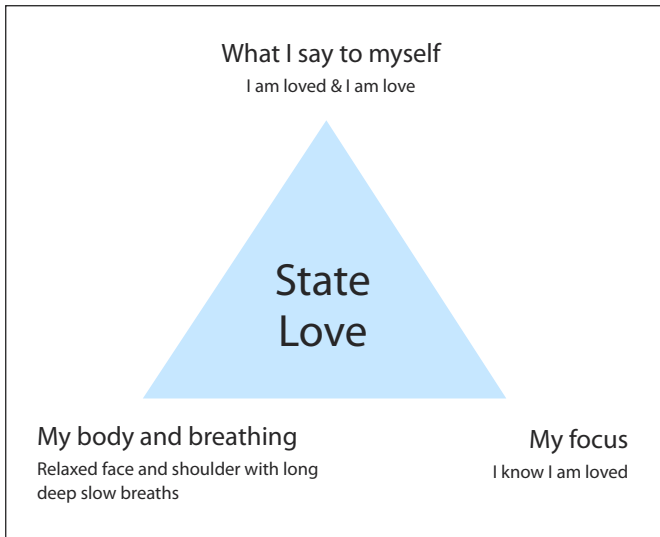 What I say to myself
I am loved & I am love
State
Love
My body and breathing
Relaxed face and shoulder with long
deep slow breaths
My focus
I know I am loved